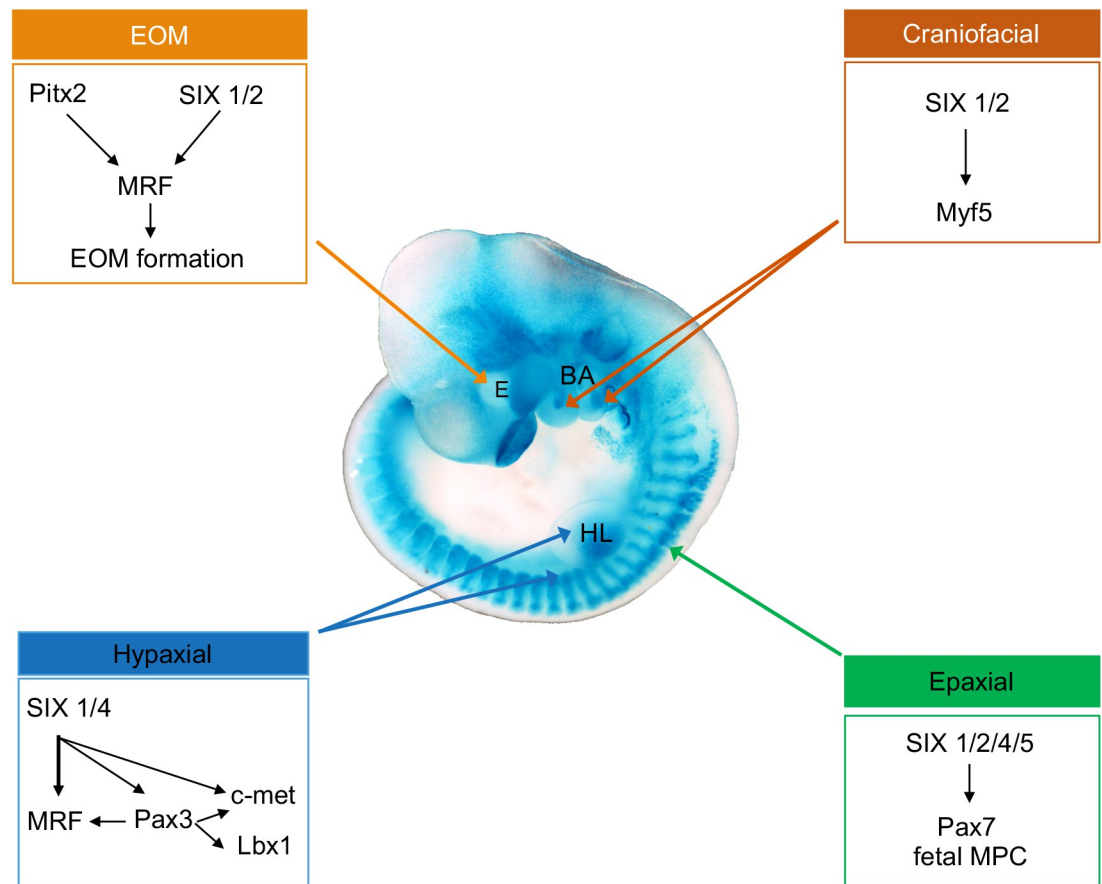 EOM
Pitx2
SIX 1/2
MRF
EOM formation
Craniofacial
SIX 1/2
Myf5
E
BA
HL
Hypaxial
SIX 1/4
MRF
Pax3
c-met
Lbx1
Epaxial
SIX 1/2/4/5
Pax7
fetal MPC